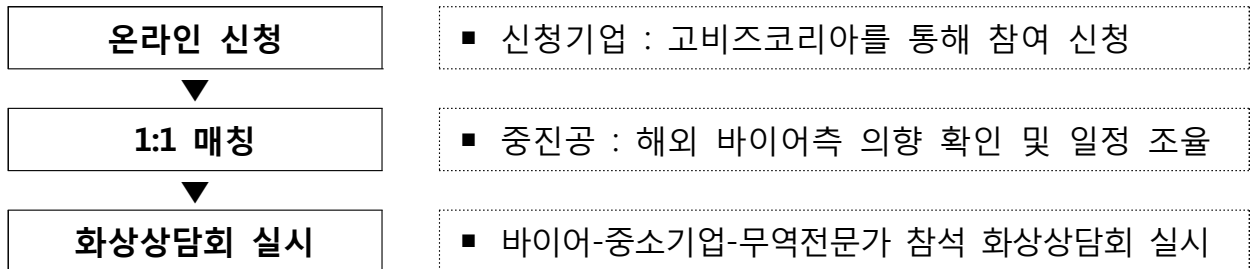 온라인 신청
■ 신청기업 : 고비즈코리아를 통해 참여 신청
▼
1:1 매칭
■ 중진공 : 해외 바이어측 의향 확인 및 일정 조율
▼
화상상담회 실시
■ 바이어-중소기업-무역전문가 참석 화상상담회 실시